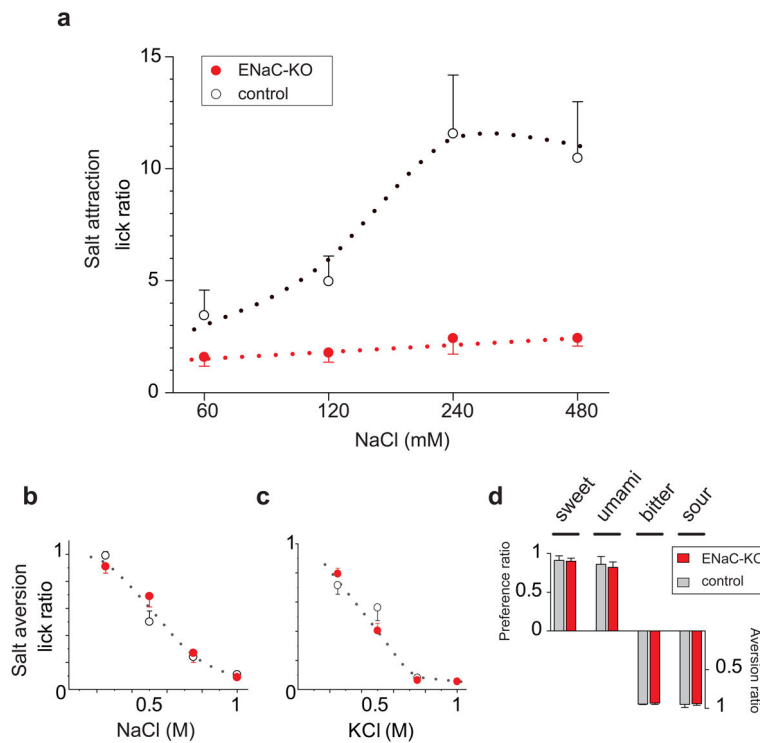 a
ENaC-KO
control
15
10
5
0
Salt attraction
lick ratio
60 120 240 480
NaCl (mM)
b
1
0
Salt aversion
lick ratio
0.5 1
NaCl (M)
c
1
0
0.5 1
KCl (M)
d
sweet umami bitter sour
ENaC-KO
control
Preference ratio
1
0.5
0
Aversion ratio
0.5
1